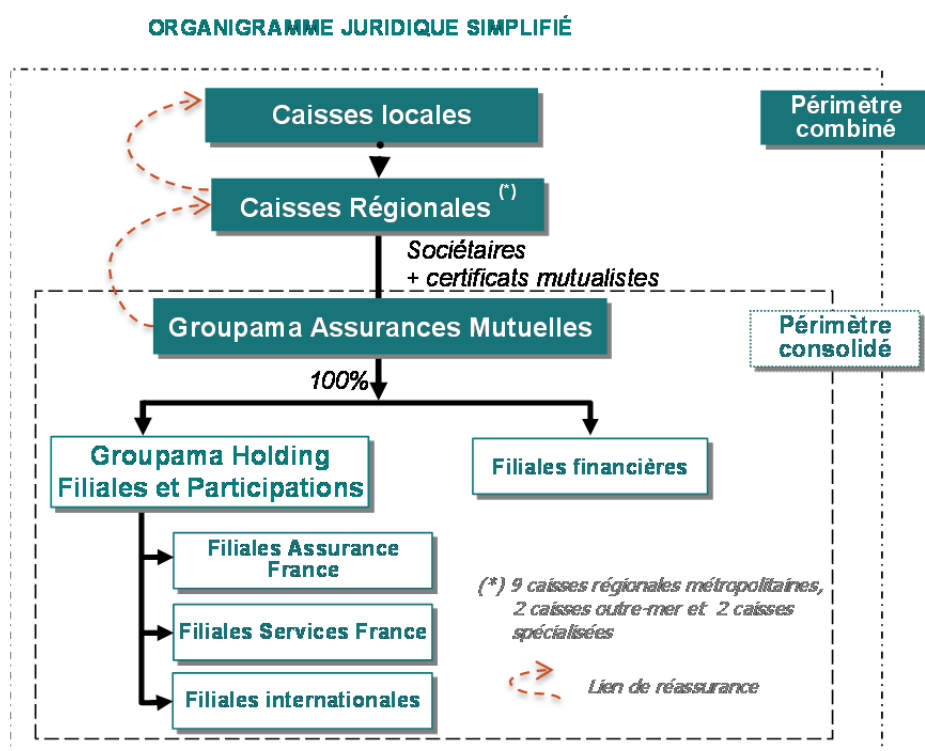 ORGANIGRAMME JURIDIQUE SIMPLIFIÉ
Caisses locales
Périmètre
combiné
Caisses Régionales (*)
Sociétaires
+ certificats mutualistes
Groupama Assurances Mutuelles
Périmètre
consolidé
100%
Groupama Holding
Filiales et Participations
Filiales financières
Filiales Assurance
France
Filiales Services France
Filiales internationales
(*) 9 caisses régionales métropolitaines,
2 caisses outre-mer et 2 caisses
spécialisées
Lien de réassurance